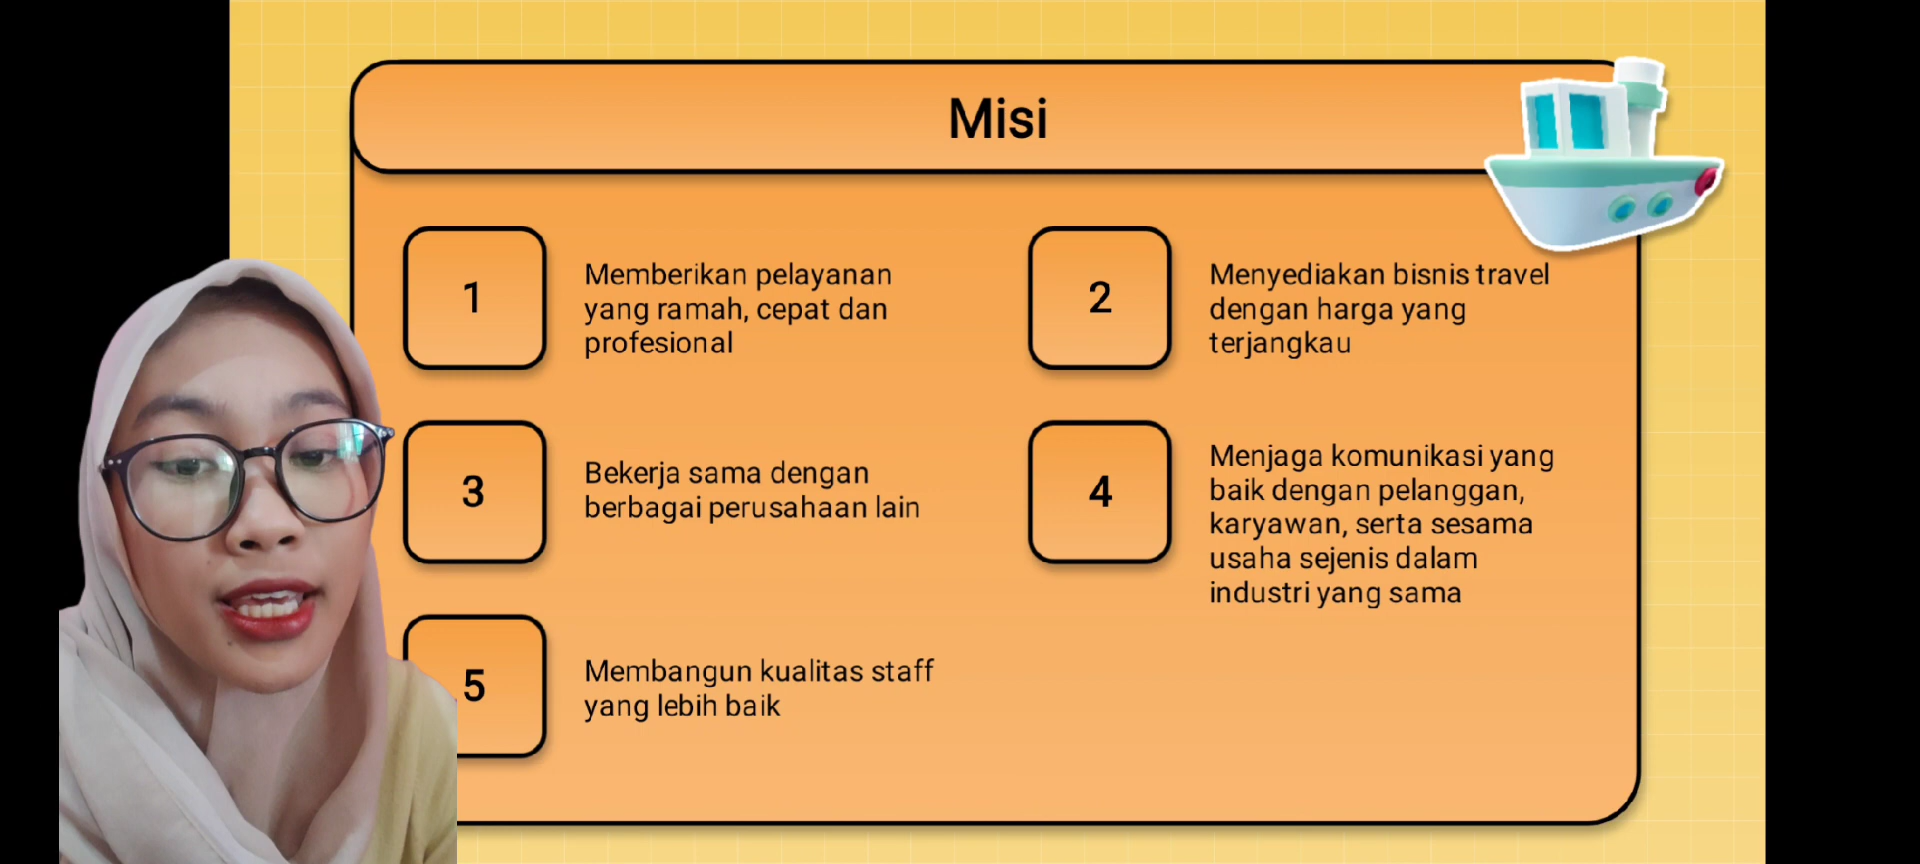 Misi
1
Memberikan pelayanan
yang ramah, cepat dan
profesional
2
Menyediakan bisnis travel
dengan harga yang
terjangkau
3
Bekerja sama dengan
berbagai perusahaan lain
4
Menjaga komunikasi yang
baik dengan pelanggan,
karyawan, serta sesama
usaha sejenis dalam
industri yang sama
5
Membangun kualitas staff
yang lebih baik